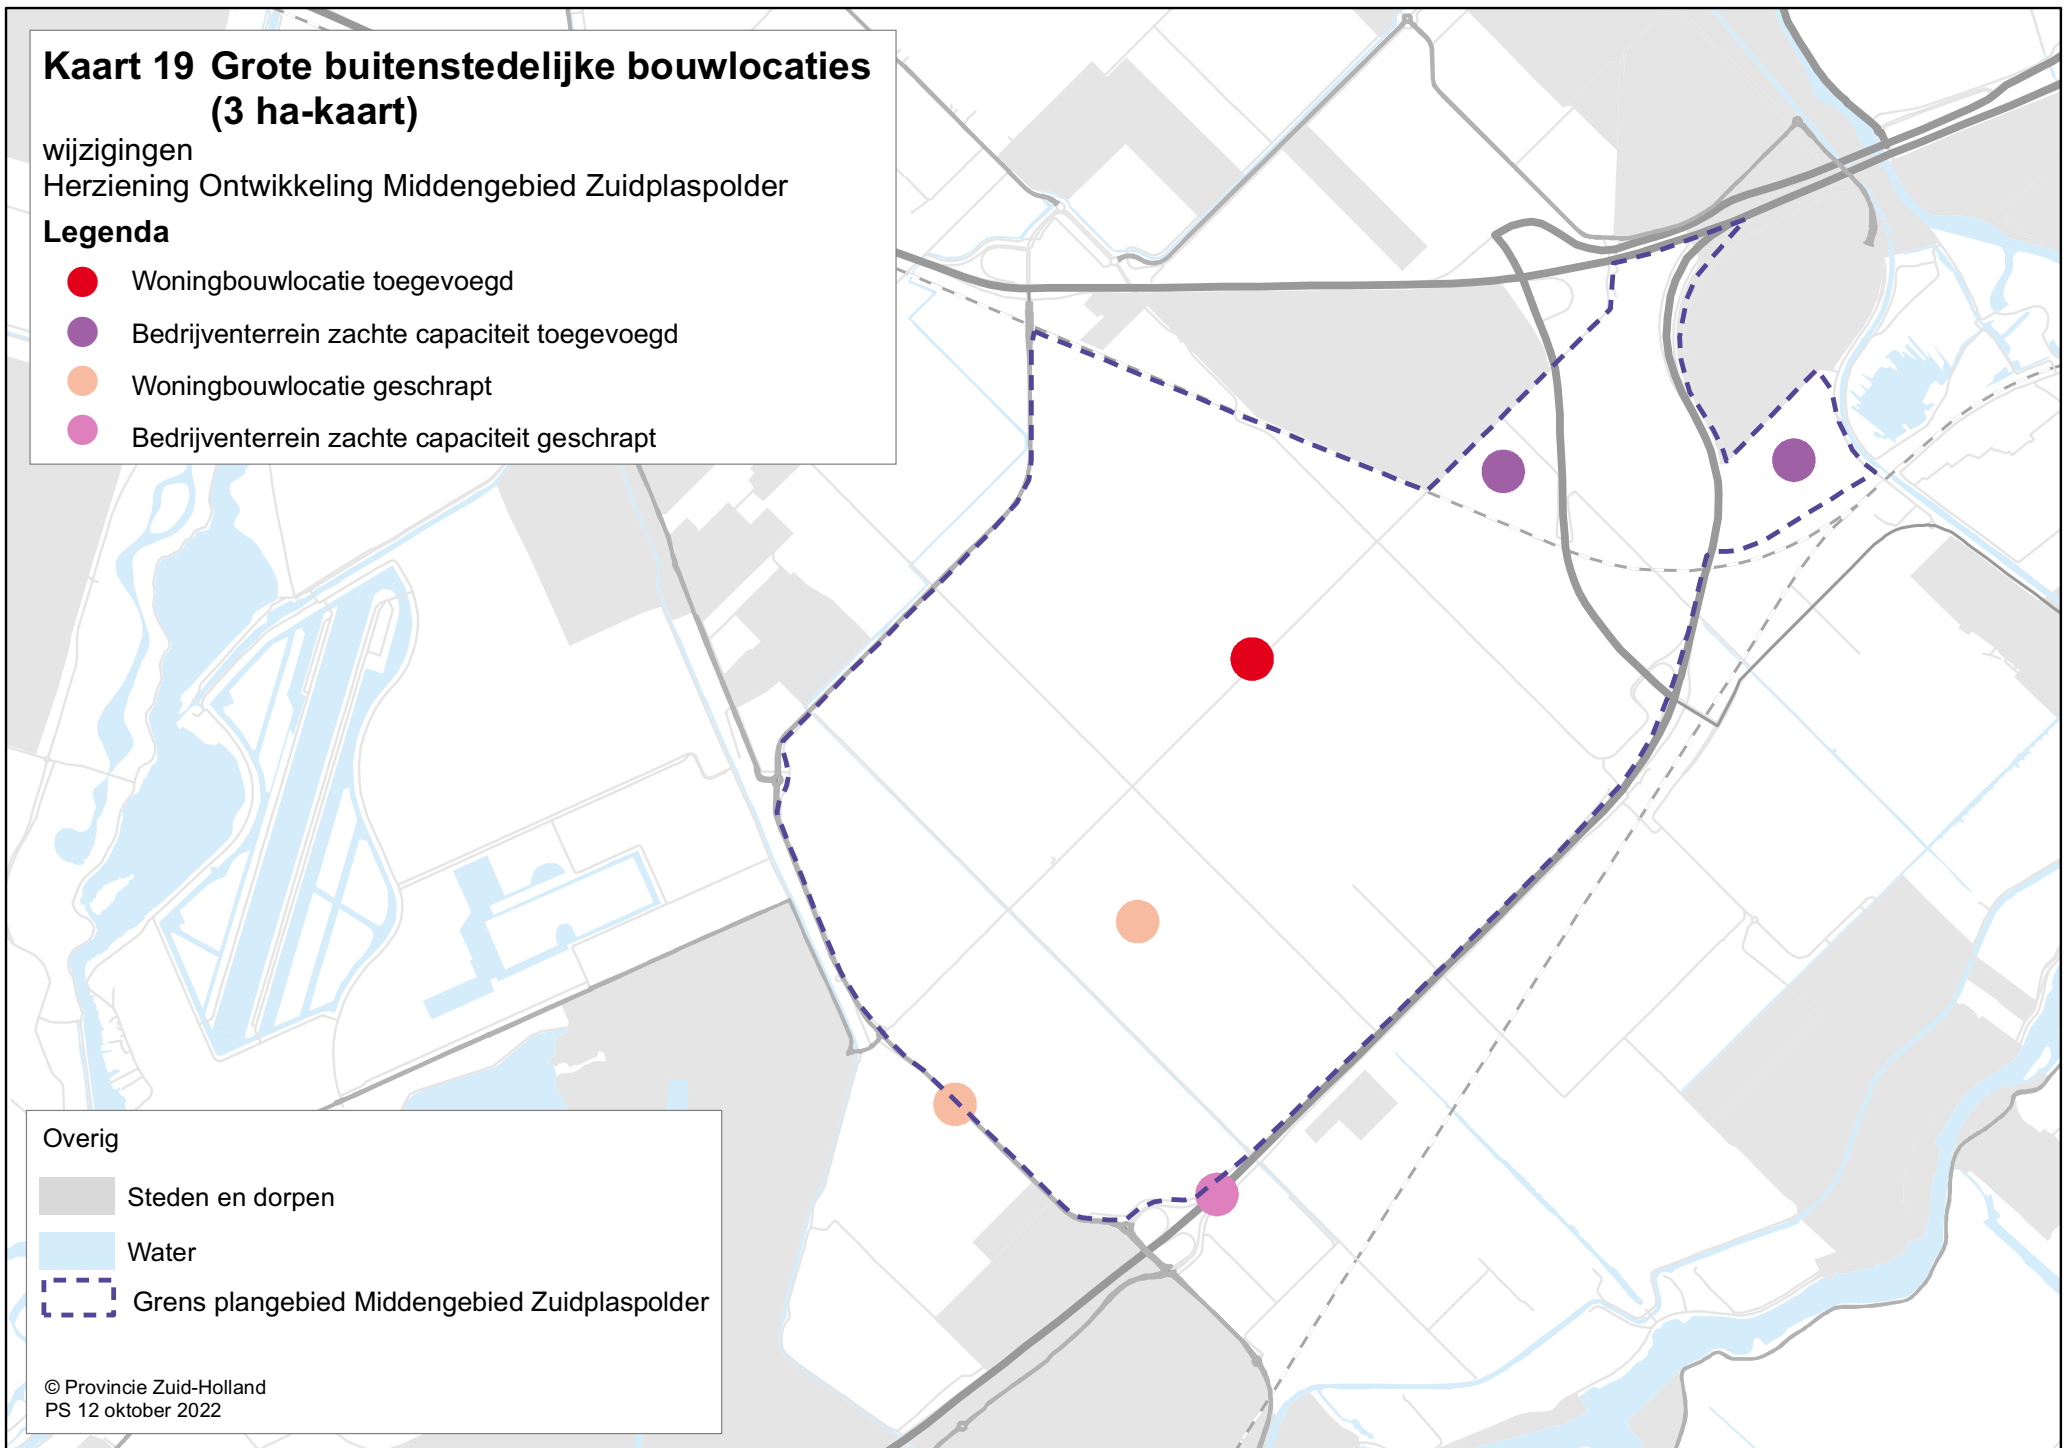 Kaart 19 Grote buitenstedelijke bouwlocaties
(3 ha-kaart)
wijzigingen
Herziening Ontwikkeling Middengebied Zuidplaspolder
Legenda
Woningbouwlocatie toegevoegd
Bedrijventerrein zachte capaciteit toegevoegd
Woningbouwlocatie geschrapt
Bedrijventerrein zachte capaciteit geschrapt
Overig
Steden en dorpen
Water
Grens plangebied Middengebied Zuidplaspolder
© Provincie Zuid-Holland
PS 12 oktober 2022